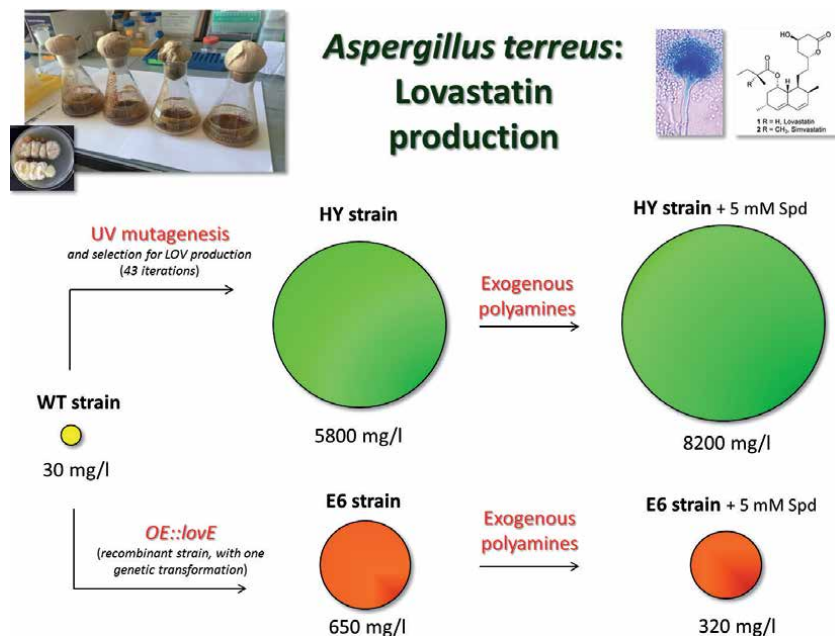 Aspergillus terreus:
Lovastatin
production
HO
O
O
O
O
H
R
1 R = H, Lovastatin
2 R = CH₃, Simvastatin
UV mutagenesis
and selection for LOV production
(43 iterations)
HY strain
5800 mg/l
Exogenous
polyamines
HY strain + 5 mM Spd
8200 mg/l
WT strain
30 mg/l
OE::lovE
(recombinant strain, with one
genetic transformation)
E6 strain
650 mg/l
Exogenous
polyamines
E6 strain + 5 mM Spd
320 mg/l